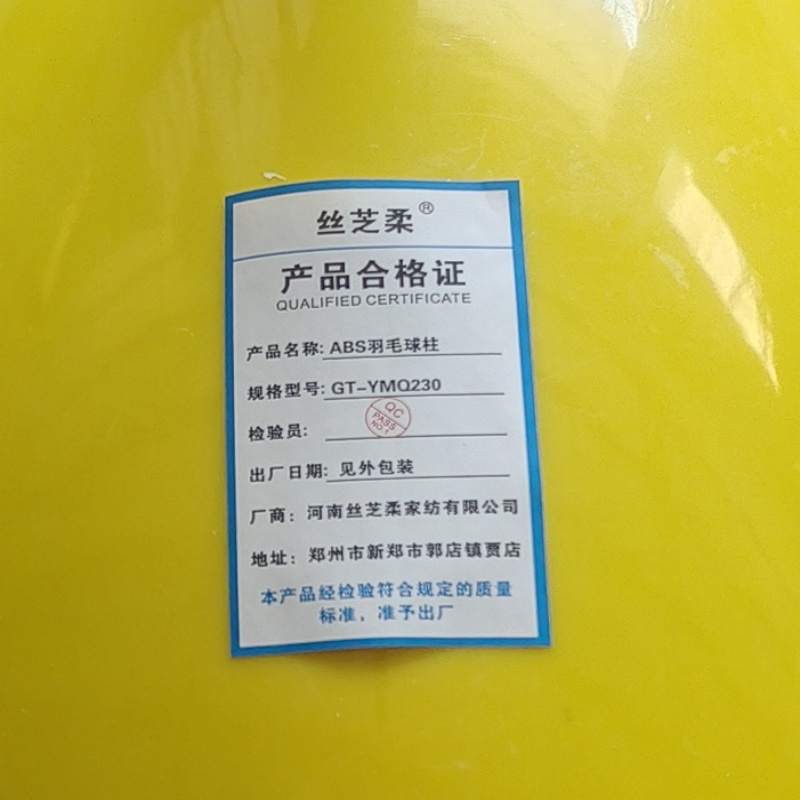 丝芝柔®
产品合格证
QUALIFIED CERTIFICATE
产品名称: ABS羽毛球柱
规格型号: GT-YMQ230
检验员:
QC
PASS
NO.1
出厂日期: 见外包装
厂商: 河南丝芝柔家纺有限公司
地址: 郑州市新郑市郭店镇贾店
本产品经检验符合规定的质量
标准，准予出厂